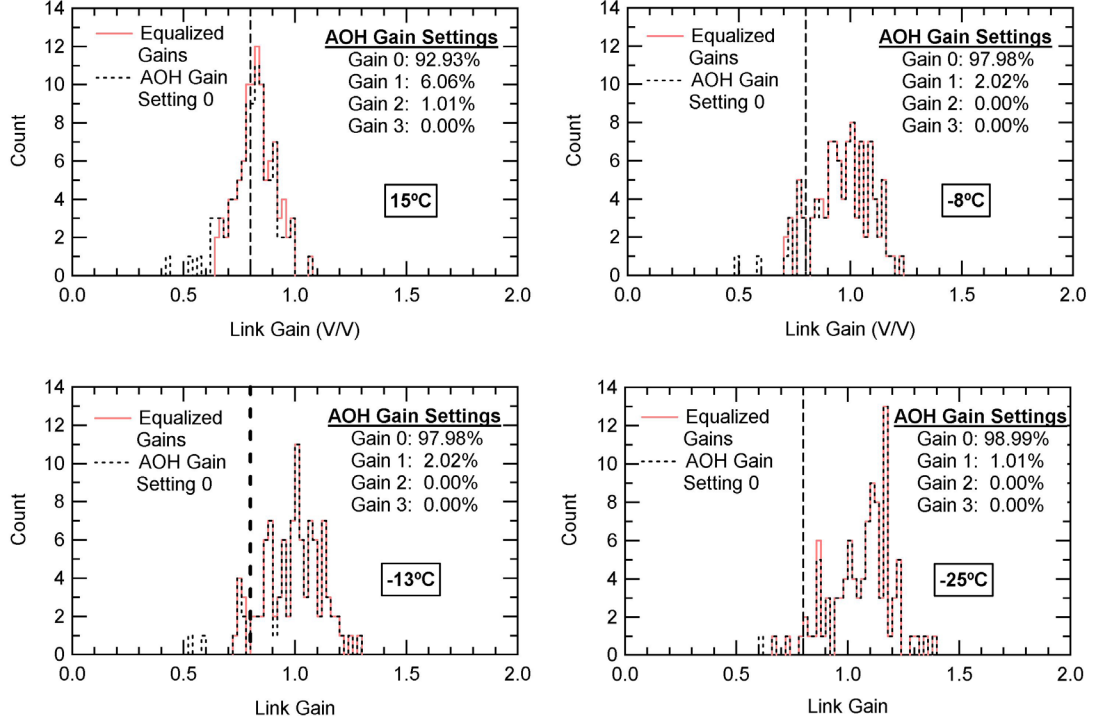 14
12
10
8
6
4
2
0
Count
Equalized
Gains
AOH Gain
Setting 0
AOH Gain Settings
Gain 0: 92.93%
Gain 1: 6.06%
Gain 2: 1.01%
Gain 3: 0.00%
15ºC
0.0 0.5 1.0 1.5 2.0
Link Gain (V/V)
14
12
10
8
6
4
2
0
Count
Equalized
Gains
AOH Gain
Setting 0
AOH Gain Settings
Gain 0: 97.98%
Gain 1: 2.02%
Gain 2: 0.00%
Gain 3: 0.00%
-8ºC
0.0 0.5 1.0 1.5 2.0
Link Gain (V/V)
14
12
10
8
6
4
2
0
Count
Equalized
Gains
AOH Gain
Setting 0
AOH Gain Settings
Gain 0: 97.98%
Gain 1: 2.02%
Gain 2: 0.00%
Gain 3: 0.00%
-13ºC
0.0 0.5 1.0 1.5 2.0
Link Gain
14
12
10
8
6
4
2
0
Count
Equalized
Gains
AOH Gain
Setting 0
AOH Gain Settings
Gain 0: 98.99%
Gain 1: 1.01%
Gain 2: 0.00%
Gain 3: 0.00%
-25ºC
0.0 0.5 1.0 1.5 2.0
Link Gain